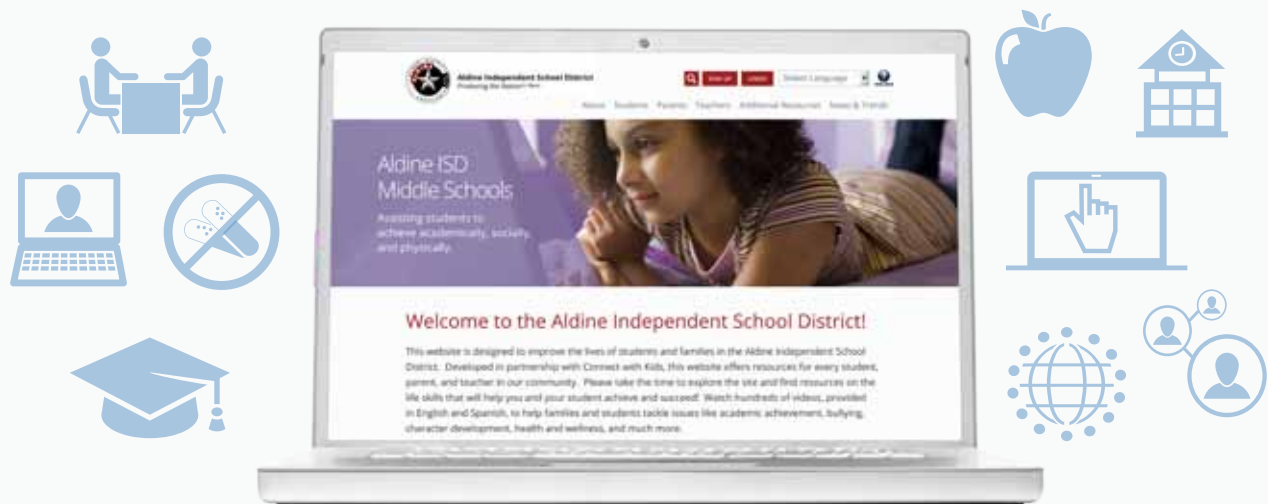 Aldine Independent School District
SIGN UP LOGIN Select Language
About Students Parents Teachers Additional Resources News & Trends
Aldine ISD
Middle Schools
Assisting students to
achieve academically, socially,
and physically.
Welcome to the Aldine Independent School District!
This website is designed to improve the lives of students and families in the Aldine Independent School
District. Developed in partnership with Connect with Kids, this website offers resources for every student,
parent, and teacher in our community. Please take the time to explore the site and find resources on the
life skills that will help you and your student achieve and succeed! Watch hundreds of videos, provided
in English and Spanish, to help families and students tackle issues like academic achievement, bullying,
character development, health and wellness, and much more.